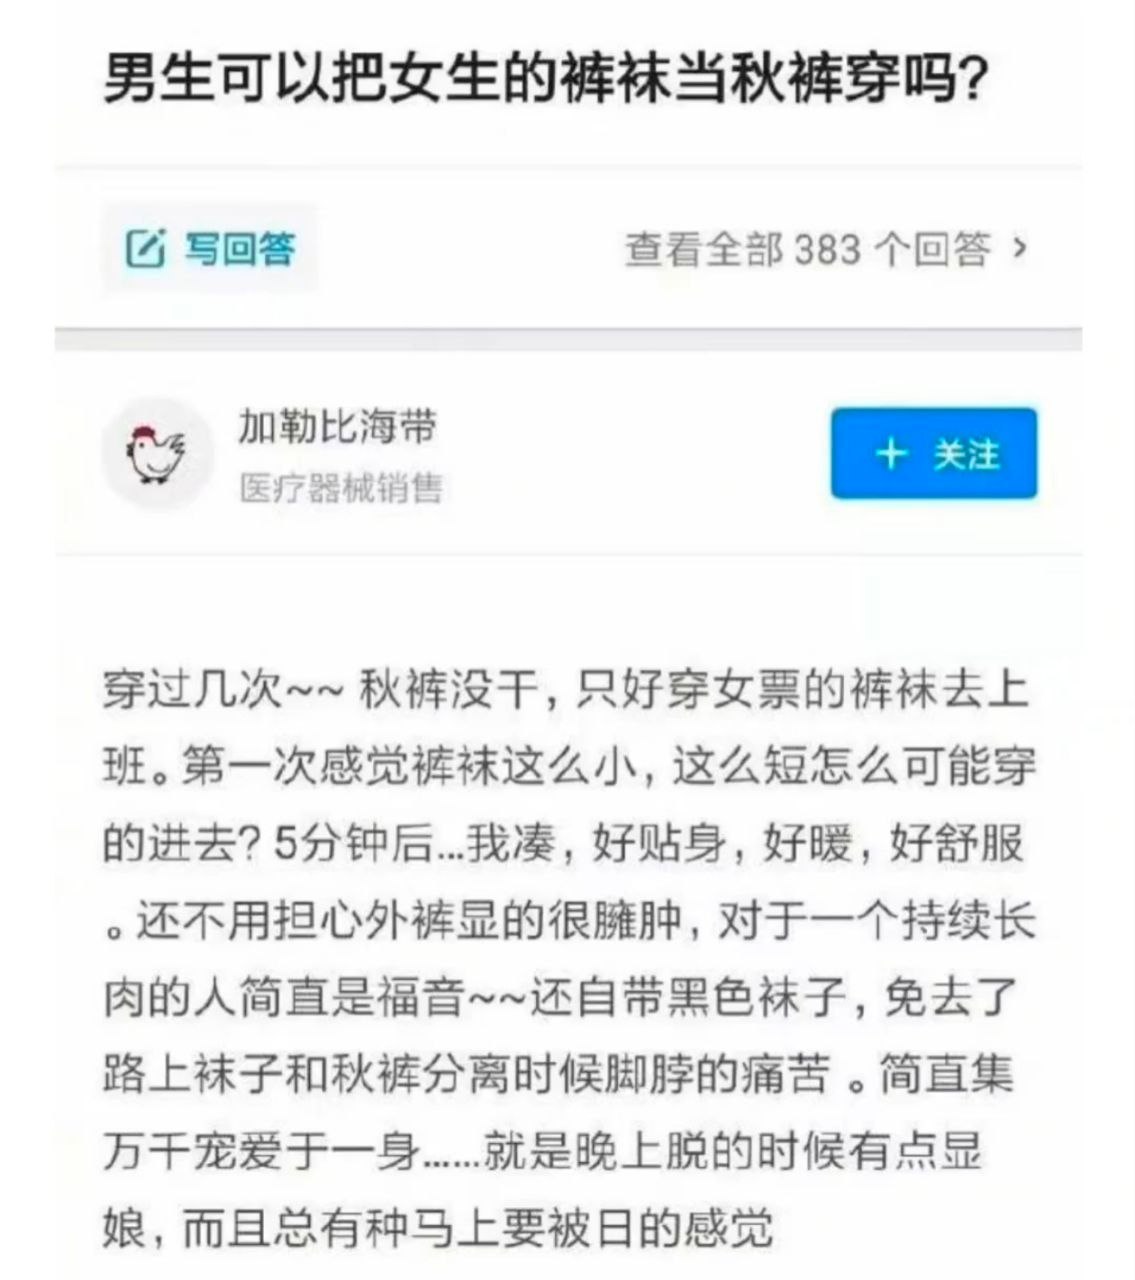 男生可以把女生的裤袜当秋裤穿吗?
写回答
查看全部 383 个回答 >
加勒比海带
医疗器械销售
+ 关注
穿过几次~~ 秋裤没干，只好穿女票的裤袜去上
班。第一次感觉裤袜这么小，这么短怎么可能穿
的进去? 5分钟后...我凑，好贴身，好暖，好舒服
。还不用担心外裤显的很臃肿，对于一个持续长
肉的人简直是福音~~还自带黑色袜子，免去了
路上袜子和秋裤分离时候脚脖的痛苦 。简直集
万千宠爱于一身......就是晚上脱的时候有点显
娘，而且总有种马上要被日的感觉